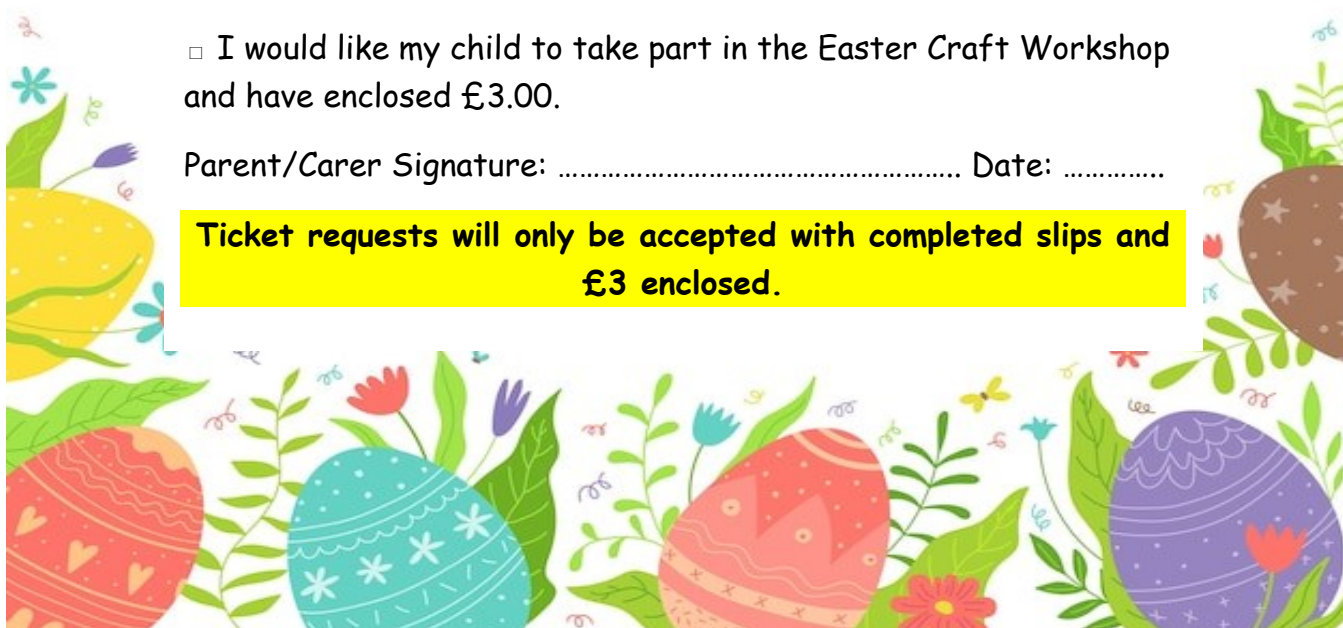 □ I would like my child to take part in the Easter Craft Workshop
and have enclosed £3.00.
Parent/Carer Signature: ……………………………………………….. Date: …………..
Ticket requests will only be accepted with completed slips and
£3 enclosed.